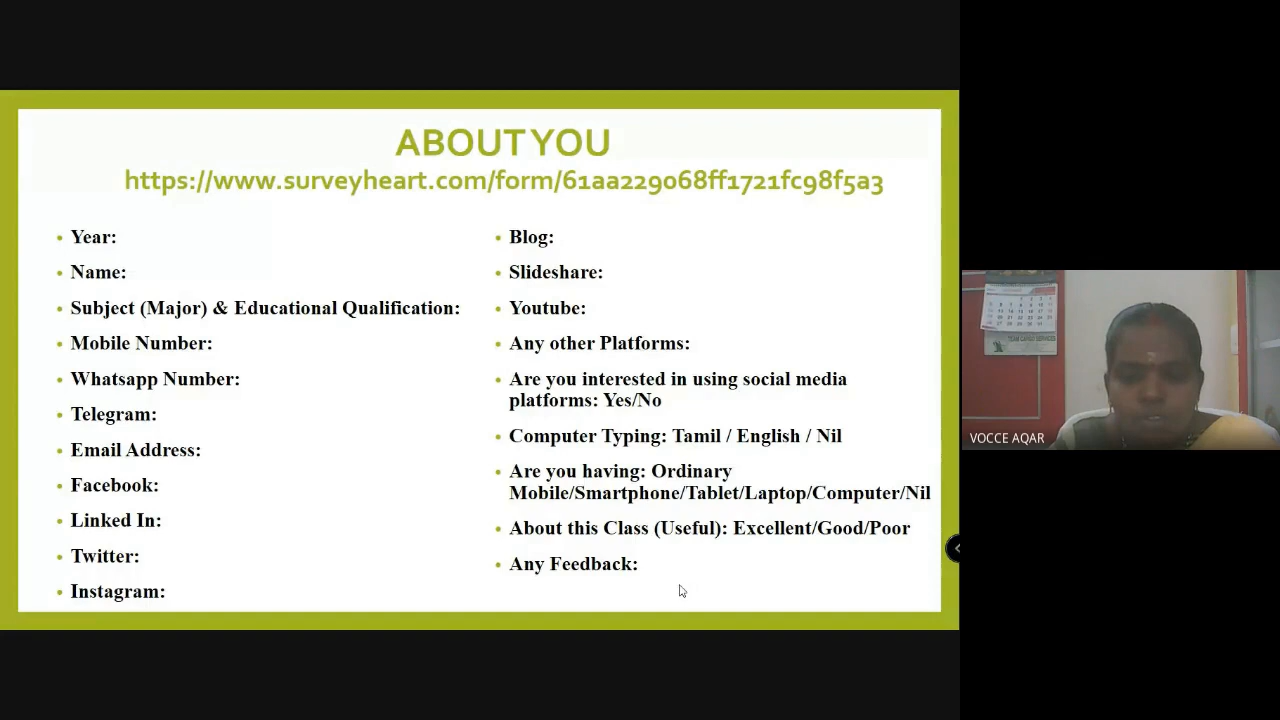 ABOUT YOU
https://www.surveyheart.com/form/61aa229068ff1721fc98f5a3
Year:
Name:
Subject (Major) & Educational Qualification:
Mobile Number:
Whatsapp Number:
Telegram:
Email Address:
Facebook:
Linked In:
Twitter:
Instagram:
Blog:
Slideshare:
Youtube:
Any other Platforms:
Are you interested in using social media
platforms: Yes/No
Computer Typing: Tamil / English / Nil
Are you having: Ordinary
Mobile/Smartphone/Tablet/Laptop/Computer/Nil
About this Class (Useful): Excellent/Good/Poor
Any Feedback:
VOCCE AQAR